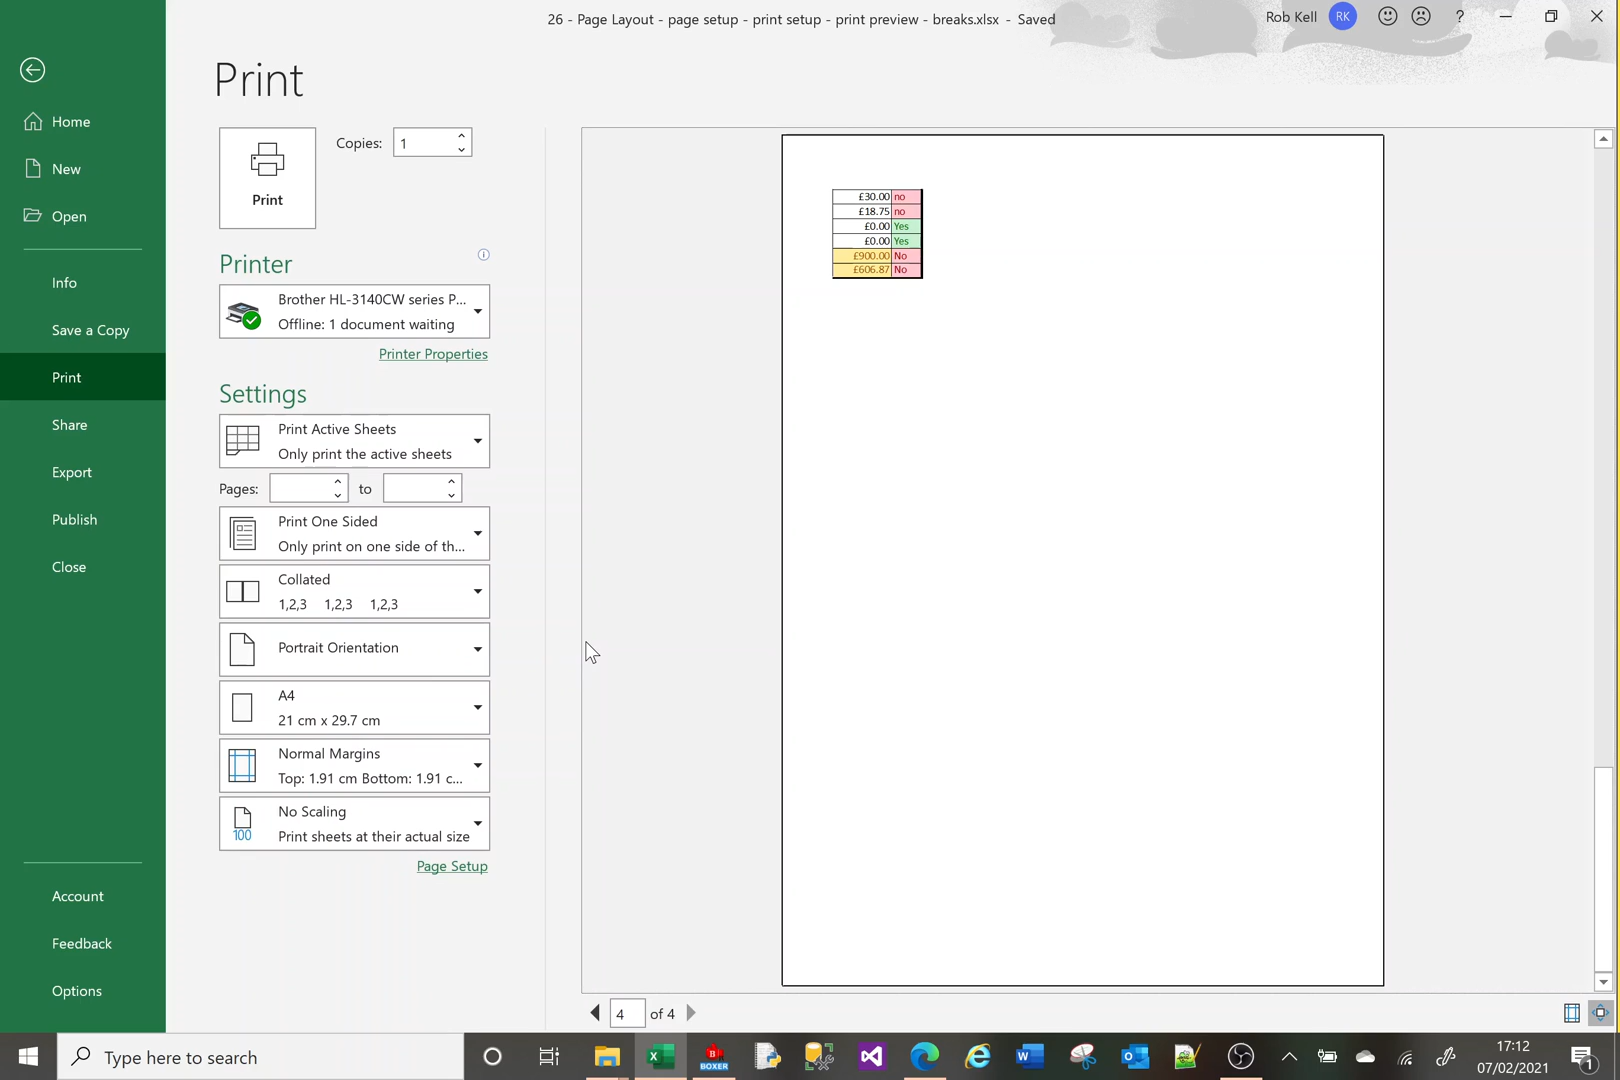 26 - Page Layout - page setup - print setup - print preview - breaks.xlsx - Saved
Rob Kell
RK
?
Print
Home
New
Open
Info
Save a Copy
Print
Share
Export
Publish
Close
Account
Feedback
Options
Print
Copies: 1
Printer
Brother HL-3140CW series P...
Offline: 1 document waiting
Printer Properties
Settings
Print Active Sheets
Only print the active sheets
Pages: to
Print One Sided
Only print on one side of th...
Collated
1,2,3 1,2,3 1,2,3
Portrait Orientation
A4
21 cm x 29.7 cm
Normal Margins
Top: 1.91 cm Bottom: 1.91 c...
No Scaling
Print sheets at their actual size
100
Page Setup
£30.00 no
£18.75 no
£0.00 Yes
£0.00 Yes
£900.00 No
£606.87 No
4 of 4
Type here to search
BOXER
17:12
07/02/2021
1